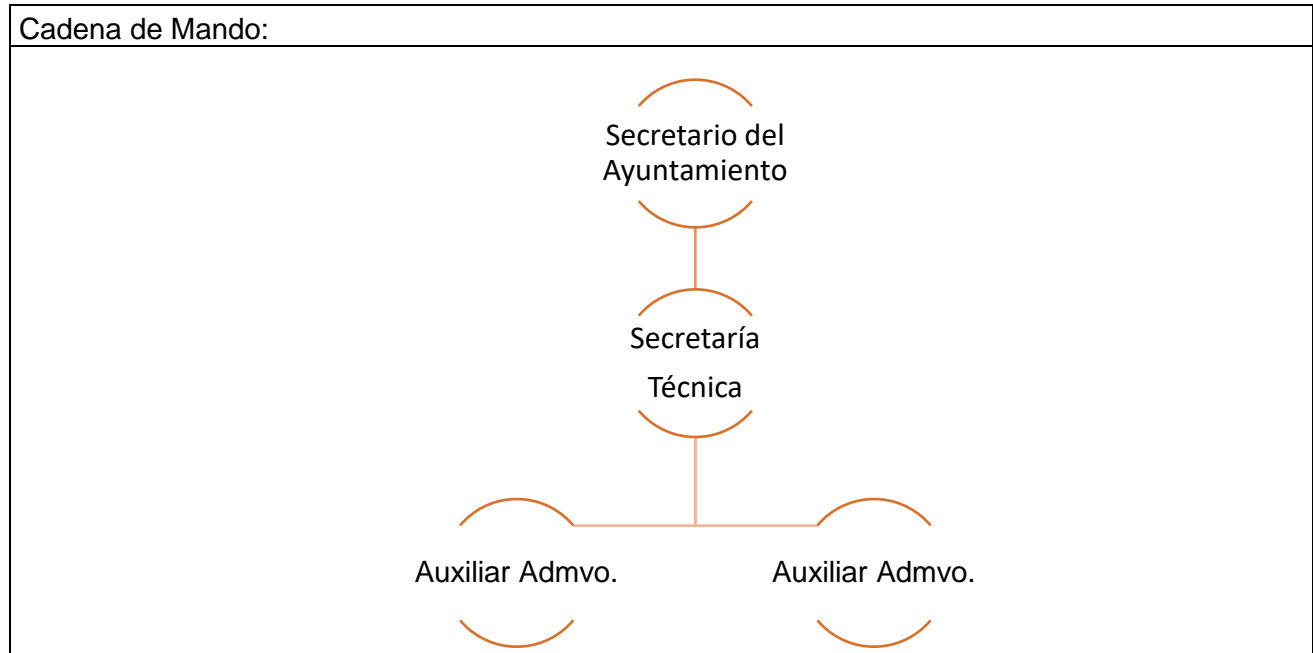 Cadena de Mando:
Secretario del
Ayuntamiento
Secretaría
Técnica
Auxiliar Admvo.
Auxiliar Admvo.